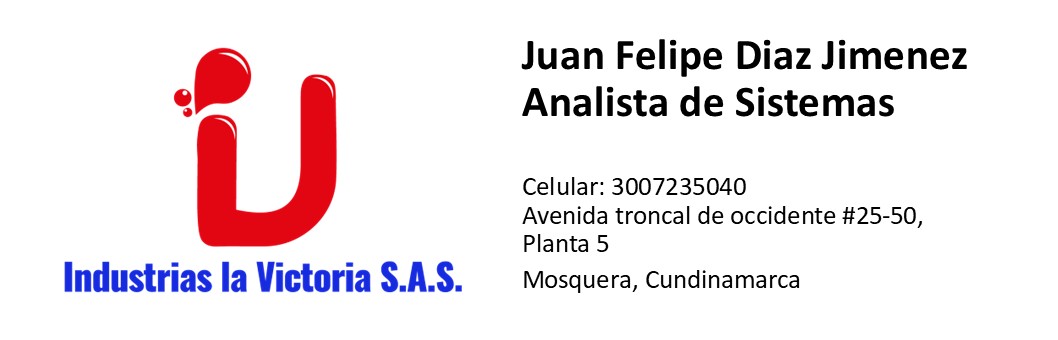 Juan Felipe Diaz Jimenez
Analista de Sistemas
Celular: 3007235040
Avenida troncal de occidente #25-50,
Planta 5
Mosquera, Cundinamarca
Industrias la Victoria S.A.S.